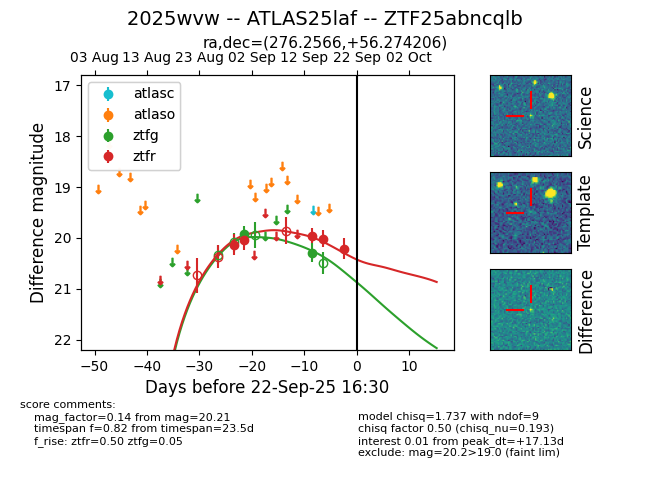 2025wvw -- ATLAS25laf -- ZTF25abncqlb
ra,dec=(276.2566,+56.274206)
03 Aug 13 Aug 23 Aug 02 Sep 12 Sep 22 Sep 02 Oct
17
18
19
20
21
22
Difference magnitude
atlasc
atlaso
ztfg
ztfr
−50 −40 −30 −20 −10 0 10
Days before 22-Sep-25 16:30
Science
Template
Difference
score comments:
mag_factor=0.14 from mag=20.21
timespan f=0.82 from timespan=23.5d
f_rise: ztfr=0.50 ztfg=0.05
model chisq=1.737 with ndof=9
chisq factor 0.50 (chisq_nu=0.193)
interest 0.01 from peak_dt=+17.13d
exclude: mag=20.2>19.0 (faint lim)